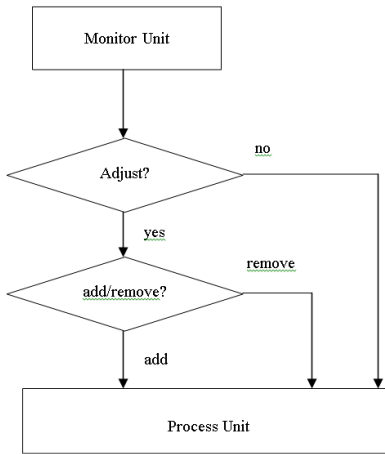 Monitor Unit
no
Adjust?
yes
remove
add/remove?
add
Process Unit